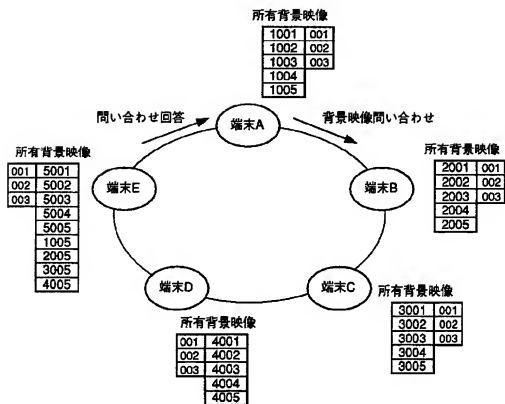 所有背景映像
1001 001
1002 002
1003 003
1004
1005
問い合わせ回答
端末A
背景映像問い合わせ
所有背景映像
001 5001
002 5002
003 5003
5004
5005
1005
2005
3005
4005
端末E
端末B
所有背景映像
2001 001
2002 002
2003 003
2004
2005
端末D
端末C
所有背景映像
001 4001
002 4002
003 4003
4004
4005
所有背景映像
3001 001
3002 002
3003 003
3004
3005